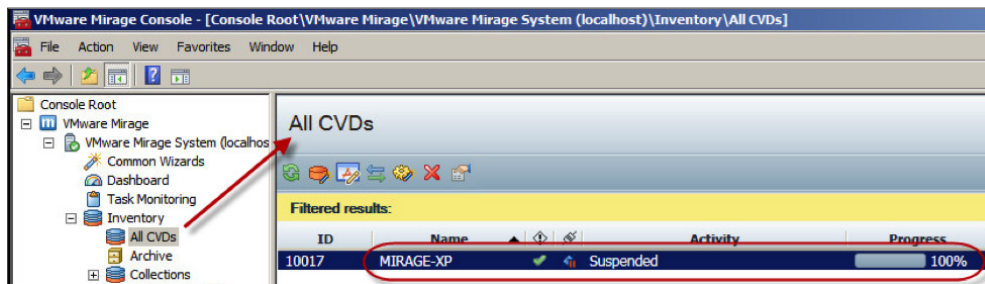 VMware Mirage Console - [Console Root\VMware Mirage\VMware Mirage System (localhost)\Inventory\All CVDs]
File Action View Favorites Window Help
Console Root
VMware Mirage
VMware Mirage System (localhos
Common Wizards
Dashboard
Task Monitoring
Inventory
All CVDs
Archive
Collections
All CVDs
Filtered results:
ID Name Activity Progress
10017 MIRAGE-XP Suspended 100%